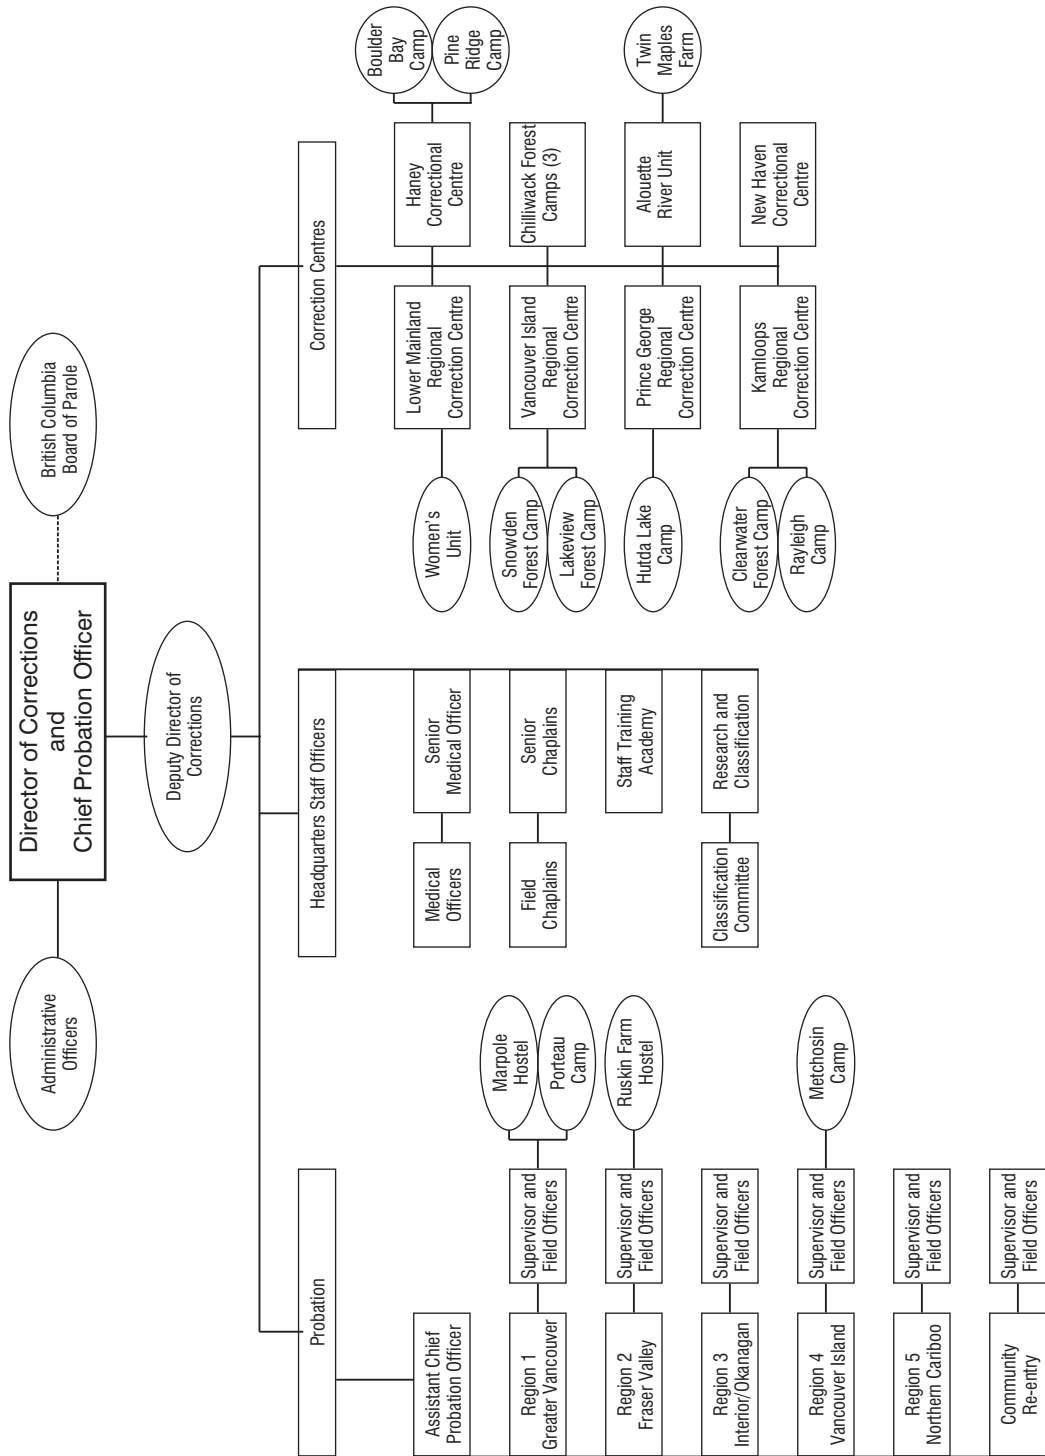 Director of Corrections
and
Chief Probation Officer
British Columbia
Board of Parole
Administrative
Officers
Deputy Director of
Corrections
Probation
Headquarters Staff Officers
Correction Centres
Assistant Chief
Probation Officer
Region 1
Greater Vancouver
Supervisor and
Field Officers
Marpole
Hostel
Porteau
Camp
Region 2
Fraser Valley
Supervisor and
Field Officers
Ruskin Farm
Hostel
Region 3
Interior/Okanagan
Supervisor and
Field Officers
Region 4
Vancouver Island
Supervisor and
Field Officers
Metchosin
Camp
Region 5
Northern Cariboo
Supervisor and
Field Officers
Community
Re-entry
Supervisor and
Field Officers
Medical
Officers
Senior
Medical Officer
Field
Chaplains
Senior
Chaplains
Staff Training
Academy
Classification
Committee
Research and
Classification
Women's
Unit
Lower Mainland
Regional
Correction Centre
Haney
Correctional
Centre
Boulder
Bay
Camp
Pine
Ridge
Camp
Snowden
Forest Camp
Lakeview
Forest Camp
Vancouver Island
Regional
Correction Centre
Chilliwack Forest
Camps (3)
Hutda Lake
Camp
Prince George
Regional
Correction Centre
Alouette
River Unit
Twin
Maples
Farm
Clearwater
Forest Camp
Rayleigh
Camp
Kamloops
Regional
Correction Centre
New Haven
Correctional
Centre